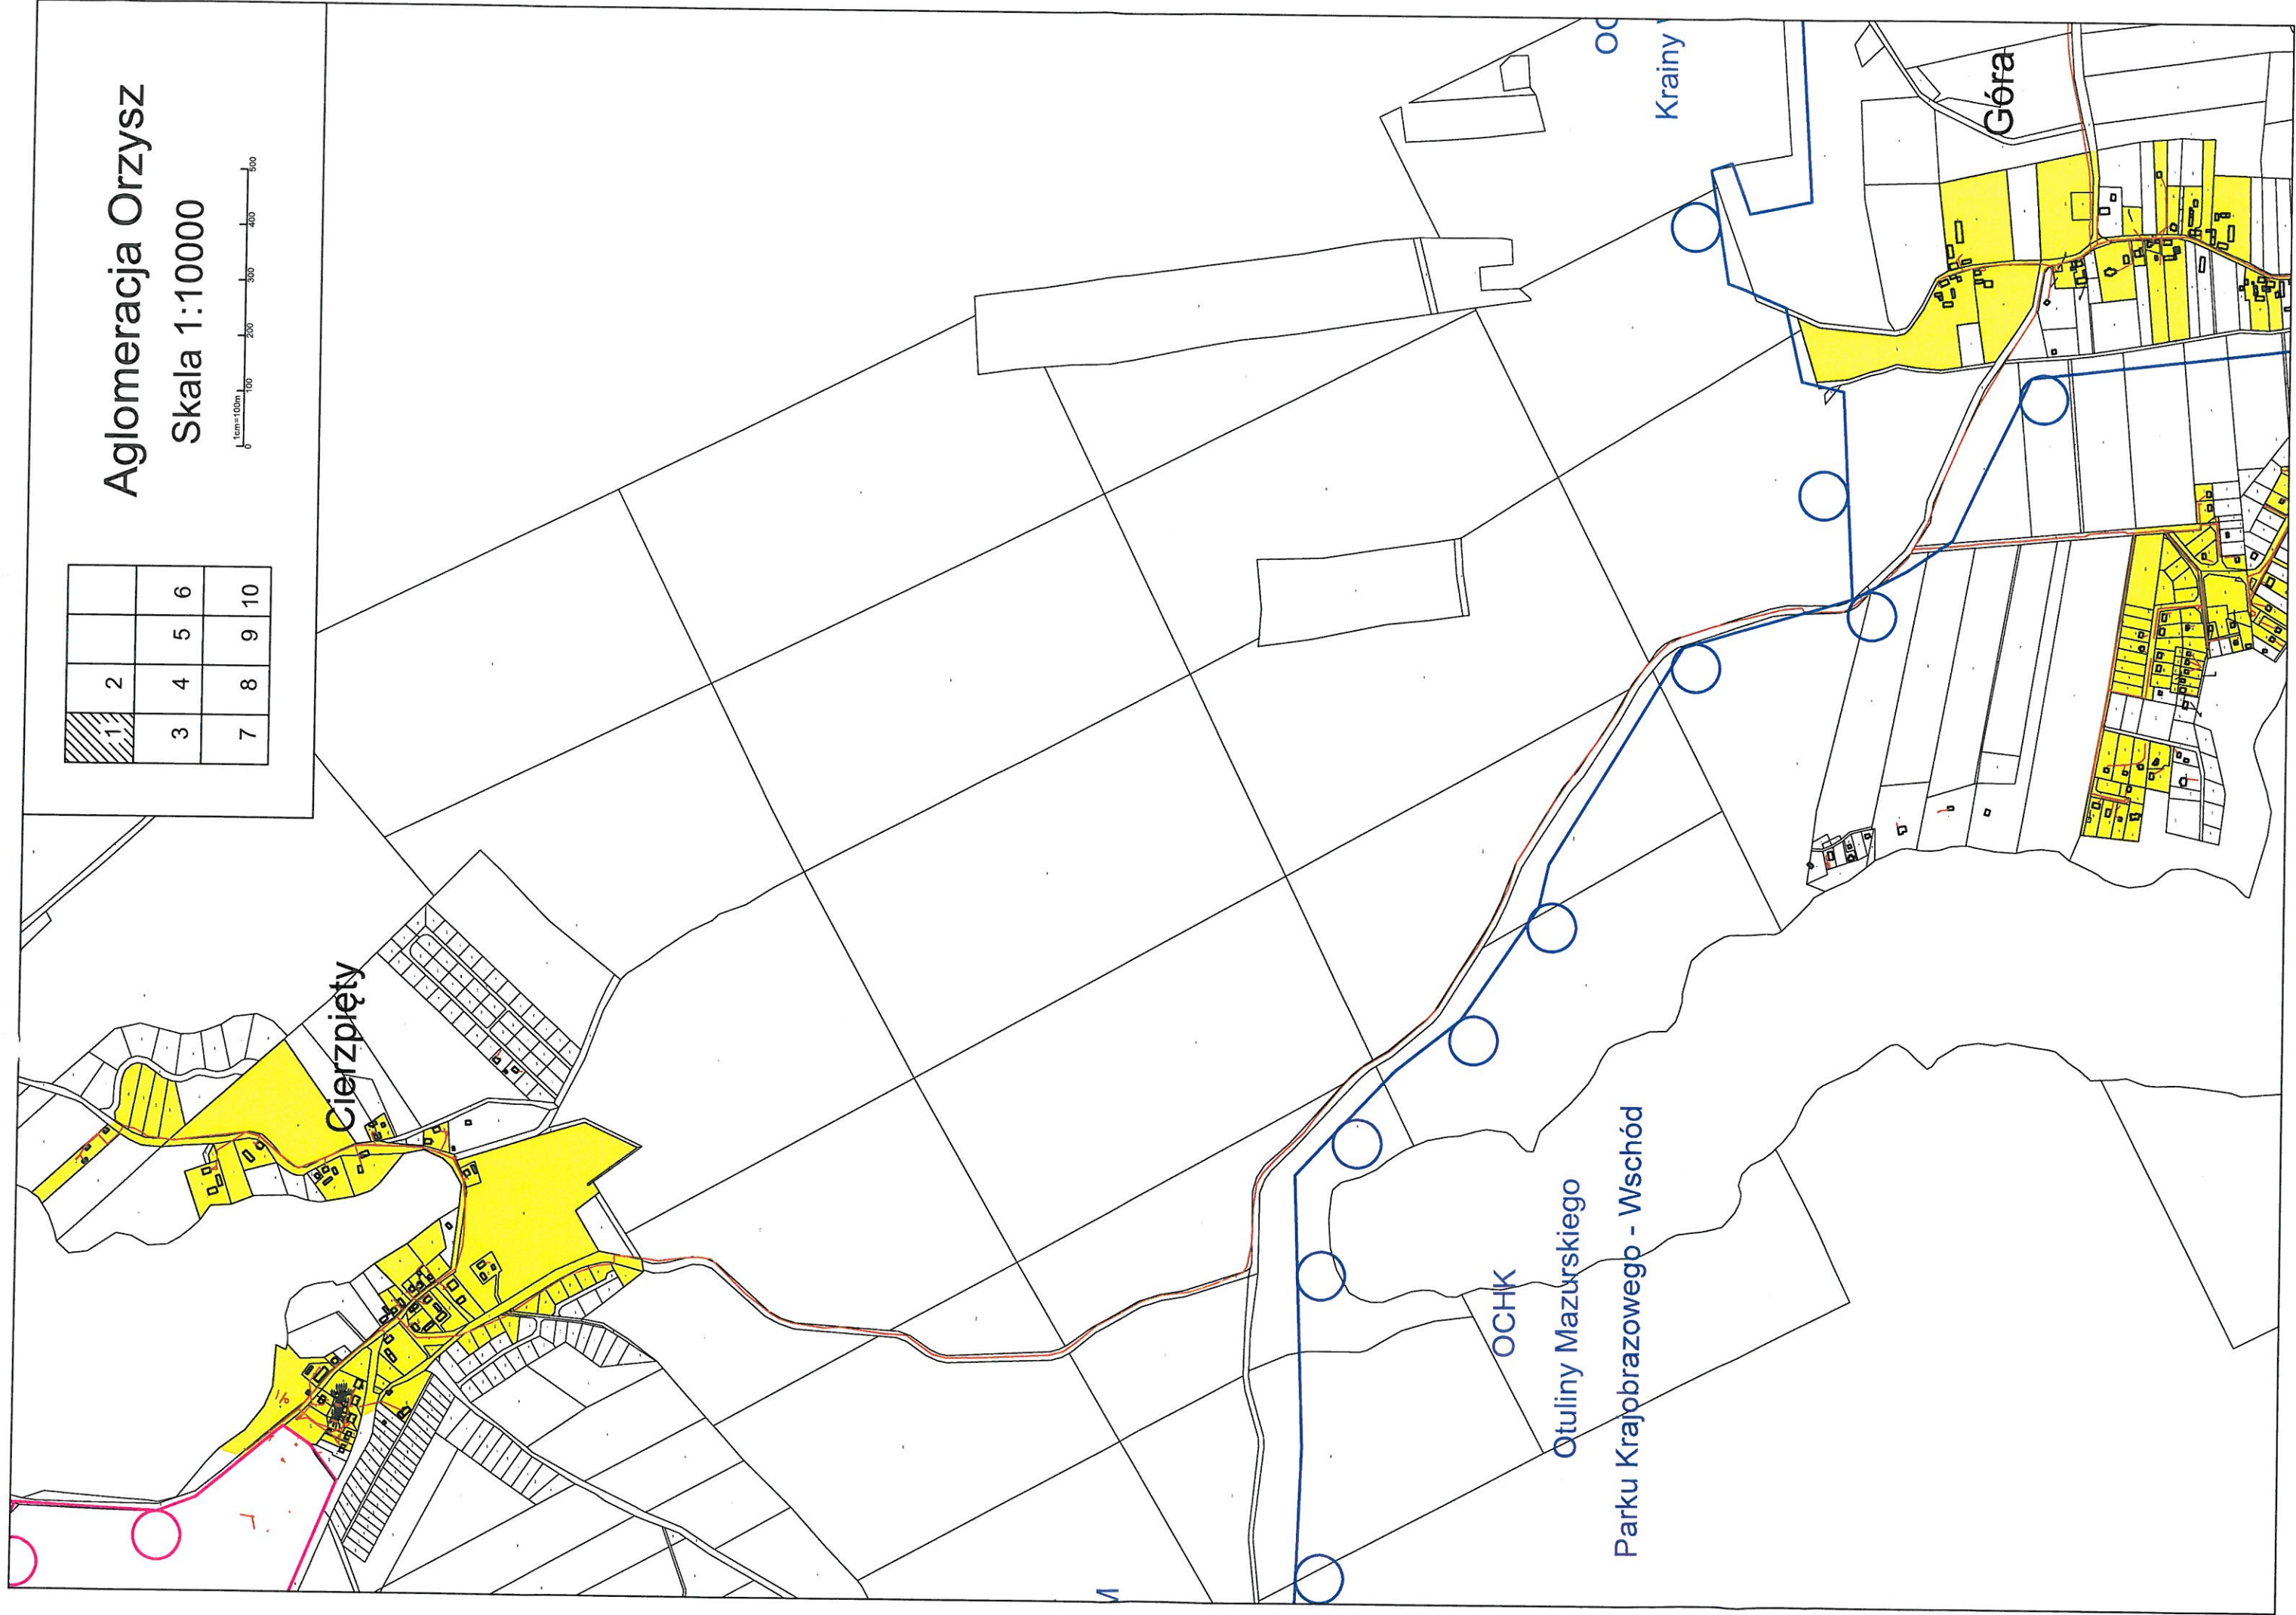 Aglomeracja Orzysz
Skala 1:10000
1cm=100m
0 100 200 300 400 500
1 2
3 4 5 6
7 8 9 10
Cierzpięty
Góra
Krainy
OCHK
Otuliny Mazurskiego
Parku Krajobrazowego - Wschód